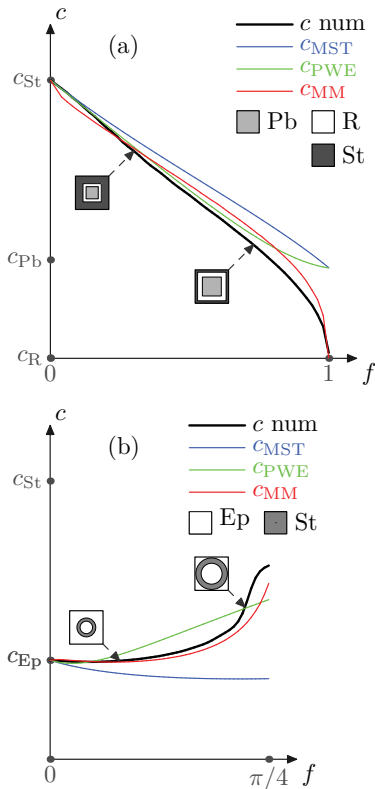 c
(a)
c num
c_MST
c_PWE
c_MM
Pb R
St
c_St
c_Pb
c_R
0 1 f
c
(b)
c num
c_MST
c_PWE
c_MM
Ep St
c_St
c_Ep
0 π/4
f